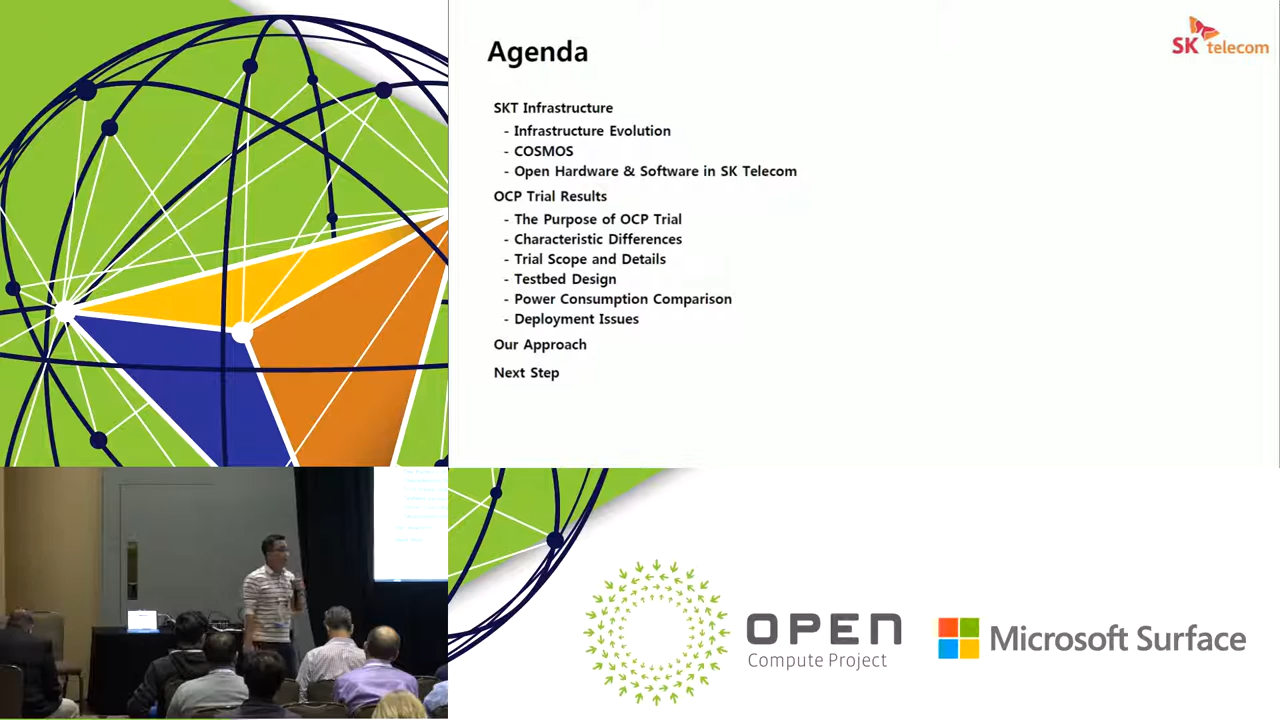 Agenda
SK telecom
SKT Infrastructure
- Infrastructure Evolution
- COSMOS
- Open Hardware & Software in SK Telecom
OCP Trial Results
- The Purpose of OCP Trial
- Characteristic Differences
- Trial Scope and Details
- Testbed Design
- Power Consumption Comparison
- Deployment Issues
Our Approach
Next Step
OPEN
Compute Project
Microsoft Surface